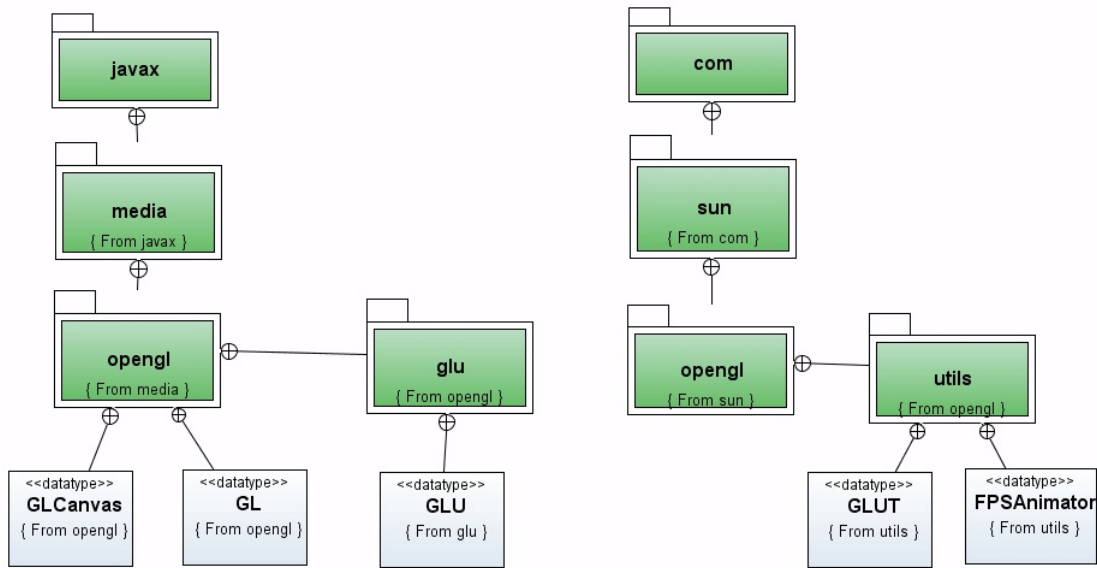 javax
com
media
{ From javax }
sun
{ From com }
opengl
{ From media }
glu
{ From opengl }
opengl
{ From sun }
utils
{ From opengl }
<<datatype>>
GLCanvas
{ From opengl }
<<datatype>>
GL
{ From opengl }
<<datatype>>
GLU
{ From glu }
<<datatype>>
GLUT
{ From utils }
<<datatype>>
FPSAnimator
{ From utils }